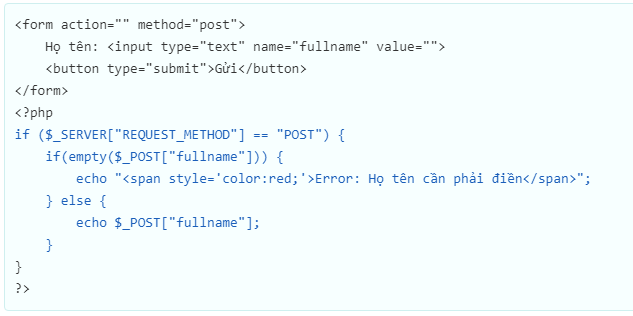 <form action="" method="post">
    Họ tên: <input type="text" name="fullname" value="">
    <button type="submit">Gửi</button>
</form>
<?php
if ($_SERVER["REQUEST_METHOD"] == "POST") {
    if(empty($_POST["fullname"])) {
        echo "<span style='color:red;'>Error: Họ tên cần phải điền</span>";
    } else {
        echo $_POST["fullname"];
    }
}
?>